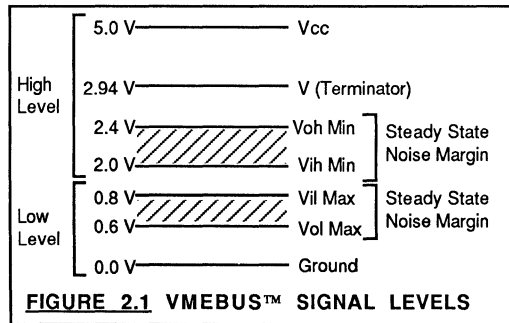 5.0 V Vcc
High Level
2.94 V V (Terminator)
2.4 V Voh Min
Steady State Noise Margin
2.0 V Vih Min
0.8 V Vil Max
Steady State Noise Margin
Low Level
0.6 V Vol Max
0.0 V Ground
FIGURE 2.1 VMEBUS™ SIGNAL LEVELS